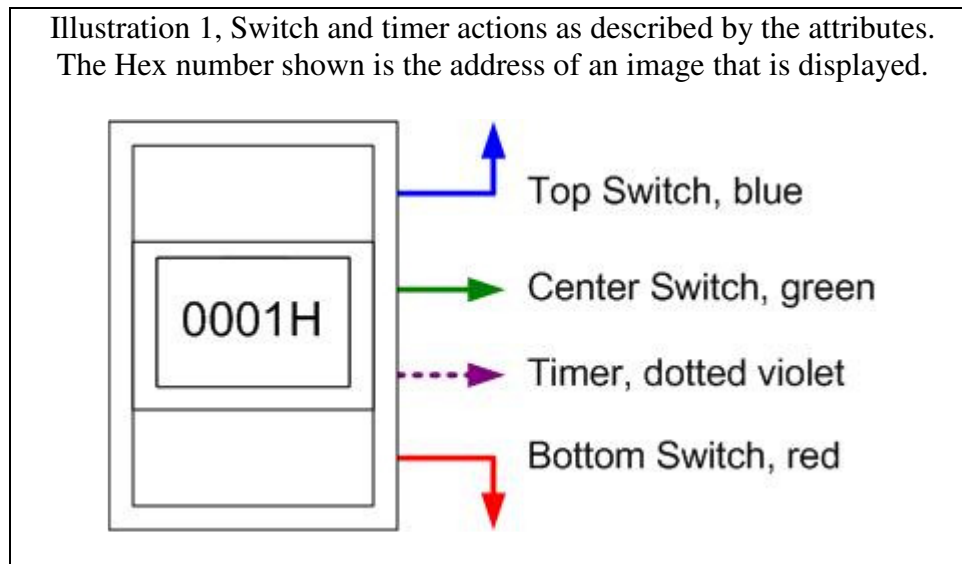 Illustration 1, Switch and timer actions as described by the attributes.
The Hex number shown is the address of an image that is displayed.
Top Switch, blue
Center Switch, green
0001H
Timer, dotted violet
Bottom Switch, red